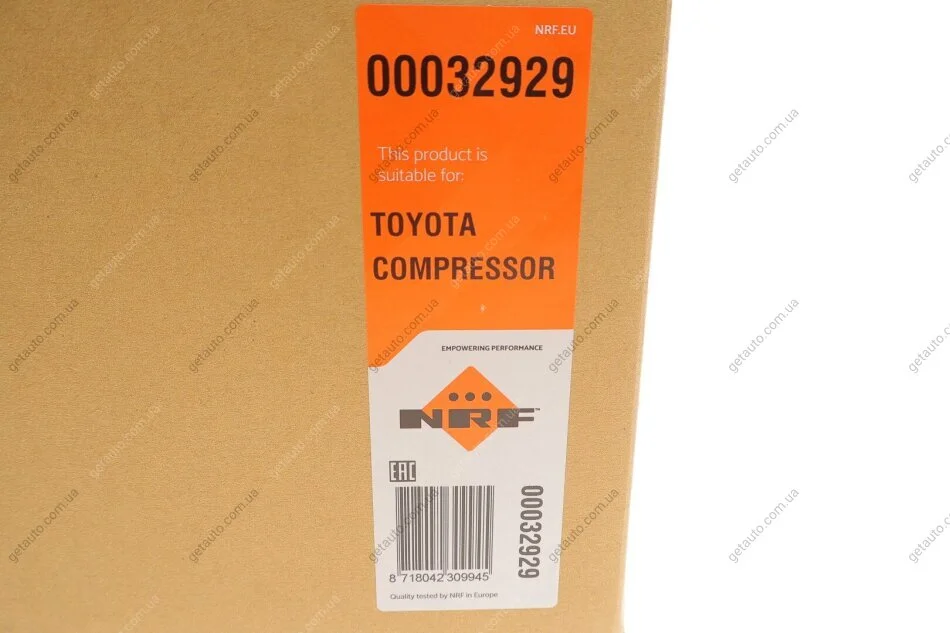 NRF.EU
00032929
This product is
suitable for:
TOYOTA
COMPRESSOR
EMPOWERING PERFORMANCE
NRF™
EAC
00032929
8 718042 309945
Quality tested by NRF in Europe
getauto.com.ua